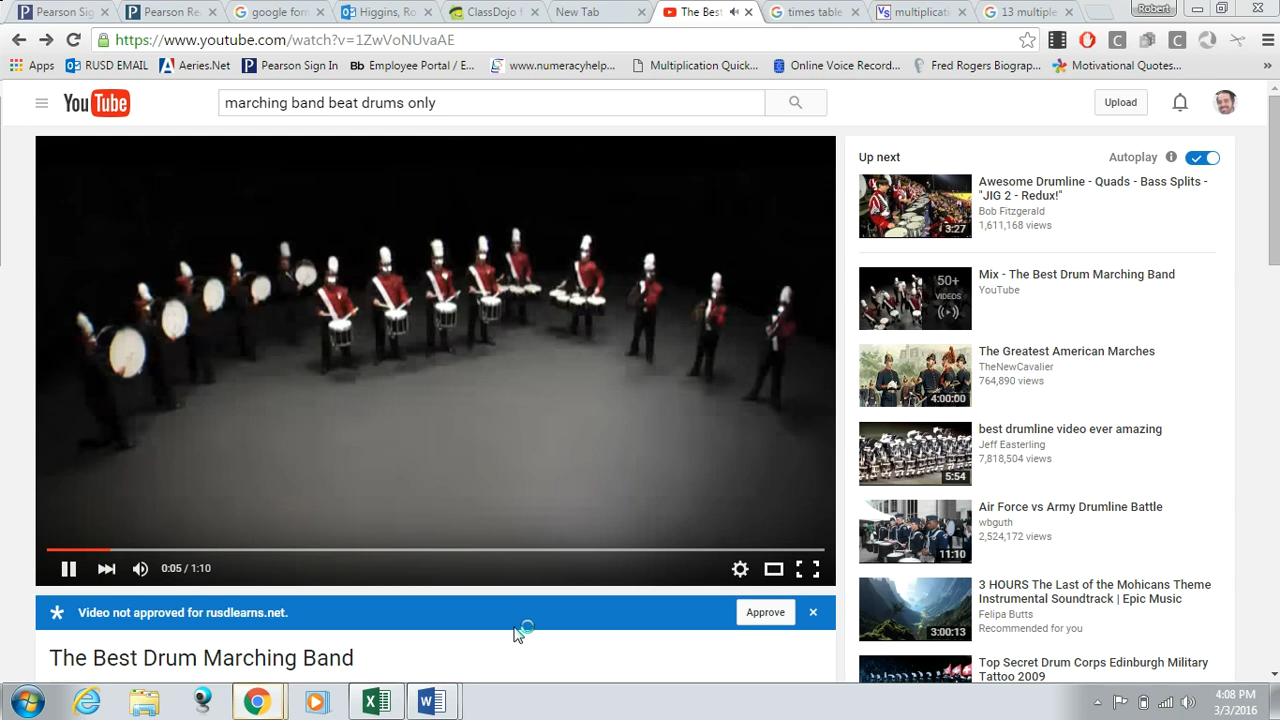 Pearson Sig
Pearson Re
google form
Higgins, Ro
ClassDojo f
New Tab
The Best
times table
multiplicati
13 multiple
Robert
https://www.youtube.com/watch?v=1ZwVoNUvaAE
Apps
RUSD EMAIL
Aeries.Net
Pearson Sign In
Bb Employee Portal / E...
www.numeracyhelp...
Multiplication Quick...
Online Voice Record...
Fred Rogers Biograp...
Motivational Quotes...
YouTube
marching band beat drums only
Upload
Up next
Autoplay
Awesome Drumline - Quads - Bass Splits -
"JIG 2 - Redux!"
Bob Fitzgerald
1,611,168 views
3:27
Mix - The Best Drum Marching Band
YouTube
50+
VIDEOS
The Greatest American Marches
TheNewCavalier
764,890 views
4:00:00
best drumline video ever amazing
Jeff Easterling
7,818,504 views
5:54
Air Force vs Army Drumline Battle
wbguth
2,524,172 views
11:10
3 HOURS The Last of the Mohicans Theme
Instrumental Soundtrack | Epic Music
Felipa Butts
Recommended for you
3:00:13
Top Secret Drum Corps Edinburgh Military
Tattoo 2009
0:05 / 1:10
Video not approved for rusdlearns.net.
Approve
The Best Drum Marching Band
4:08 PM
3/3/2016